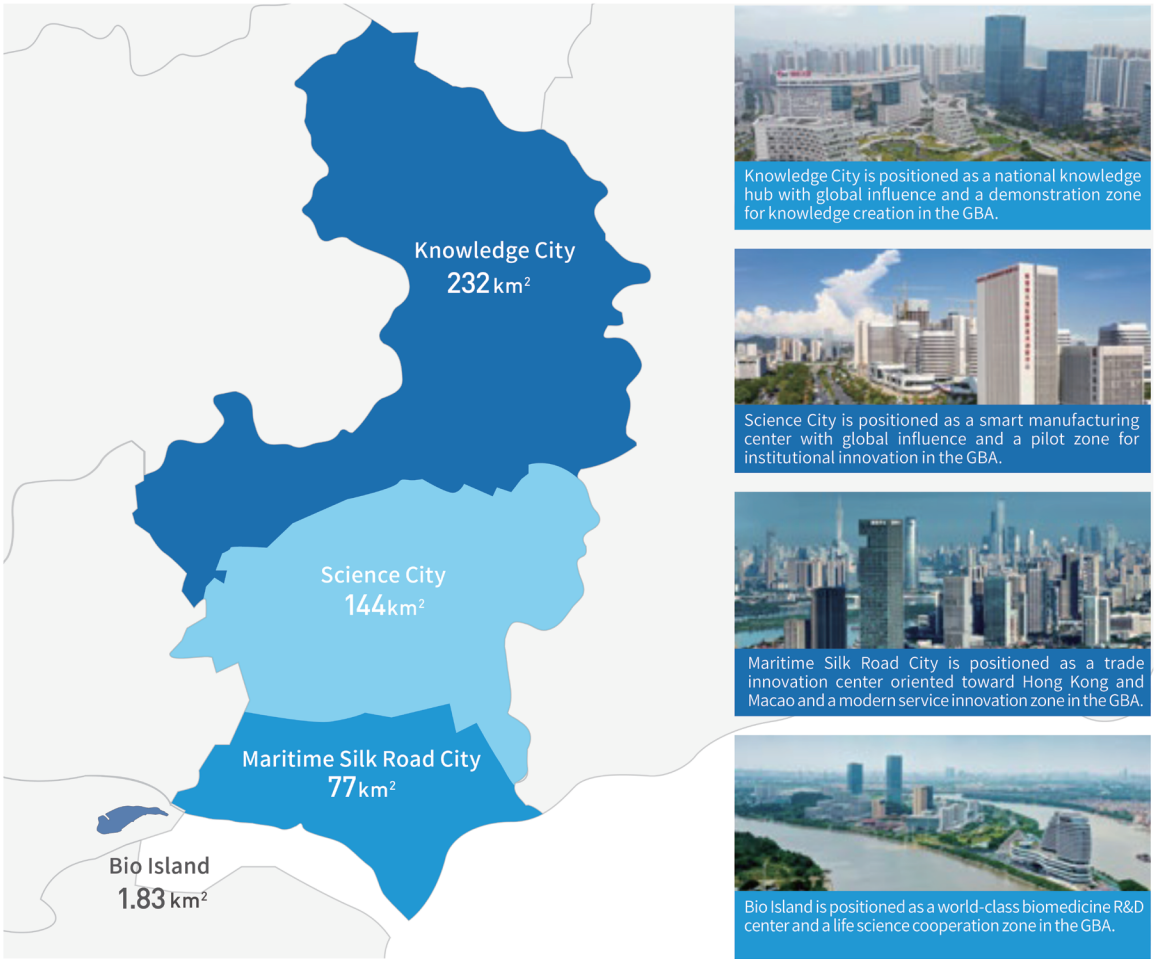 Knowledge City
232 km²
Science City
144km²
Maritime Silk Road City
77km²
Bio Island
1.83 km²
Knowledge City is positioned as a national knowledge
hub with global influence and a demonstration zone
for knowledge creation in the GBA.
Science City is positioned as a smart manufacturing
center with global influence and a pilot zone for
institutional innovation in the GBA.
Maritime Silk Road City is positioned as a trade
innovation center oriented toward Hong Kong and
Macao and a modern service innovation zone in the GBA.
Bio Island is positioned as a world-class biomedicine R&D
center and a life science cooperation zone in the GBA.